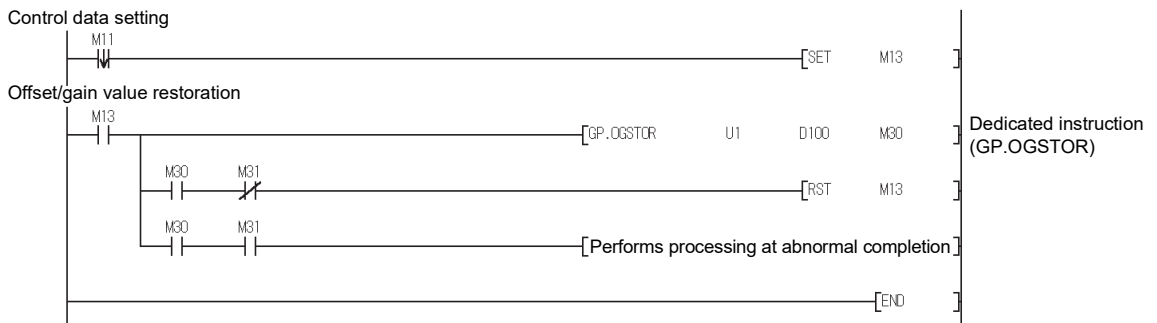 Control data setting
M11
SET M13
Offset/gain value restoration
M13
GP.OGSTOR U1 D100 M30
Dedicated instruction
(GP.OGSTOR)
M30 M31
RST M13
M30 M31
Performs processing at abnormal completion
END